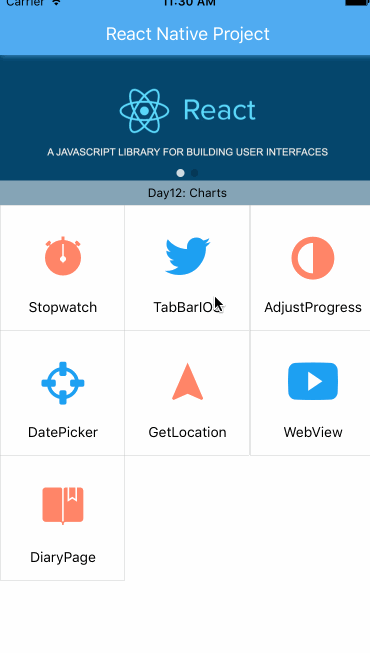 Carrier 11:30 AM
React Native Project
React
A JAVASCRIPT LIBRARY FOR BUILDING USER INTERFACES
Day12: Charts
Stopwatch TabBarIOS AdjustProgress
DatePicker GetLocation WebView
DiaryPage